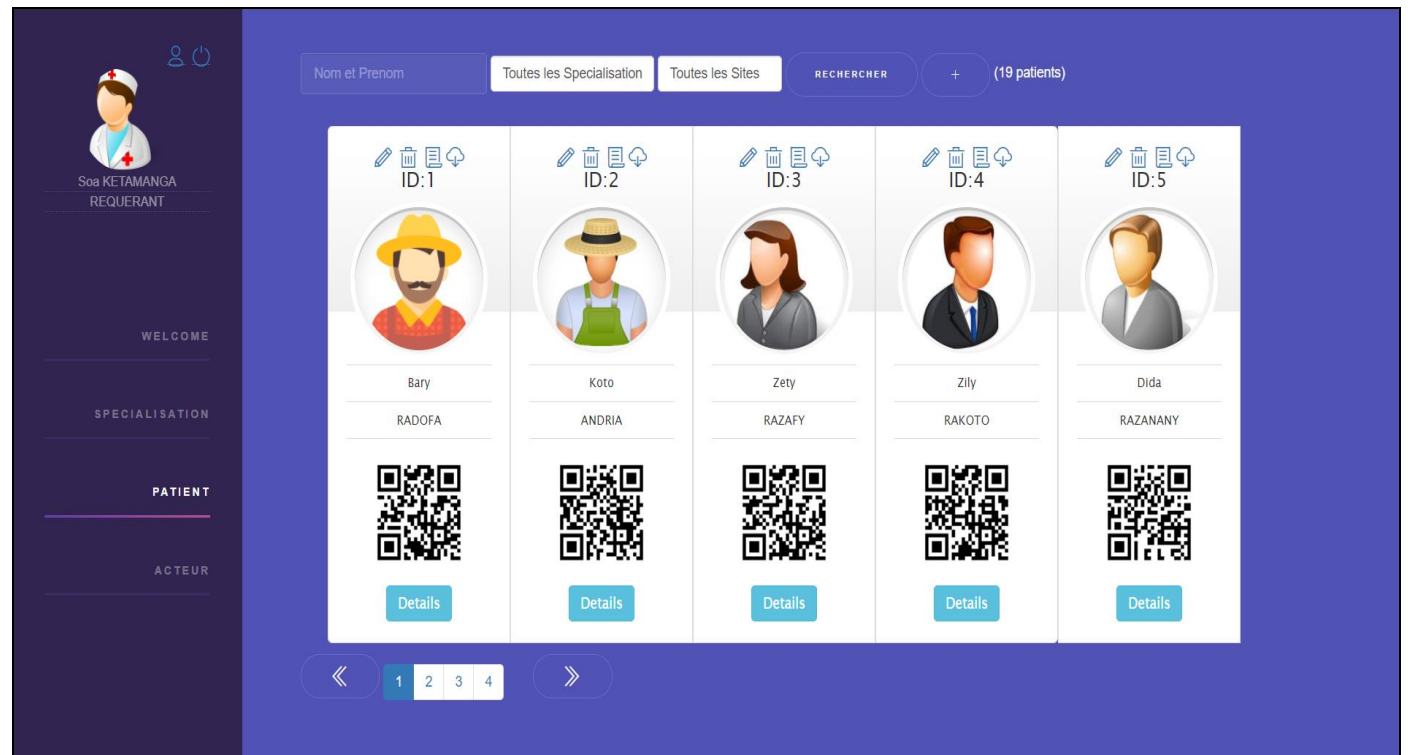 Soa KETAMANGA
REQUERANT
WELCOME
SPECIALISATION
PATIENT
ACTEUR
Nom et Prenom Toutes les Specialisation Toutes les Sites RECHERCHER + (19 patients)
ID:1 ID:2 ID:3 ID:4 ID:5
Bary Koto Zety Zily Dida
RADOFA ANDRIA RAZAFY RAKOTO RAZANANY
Details Details Details Details Details
« 1 2 3 4 »